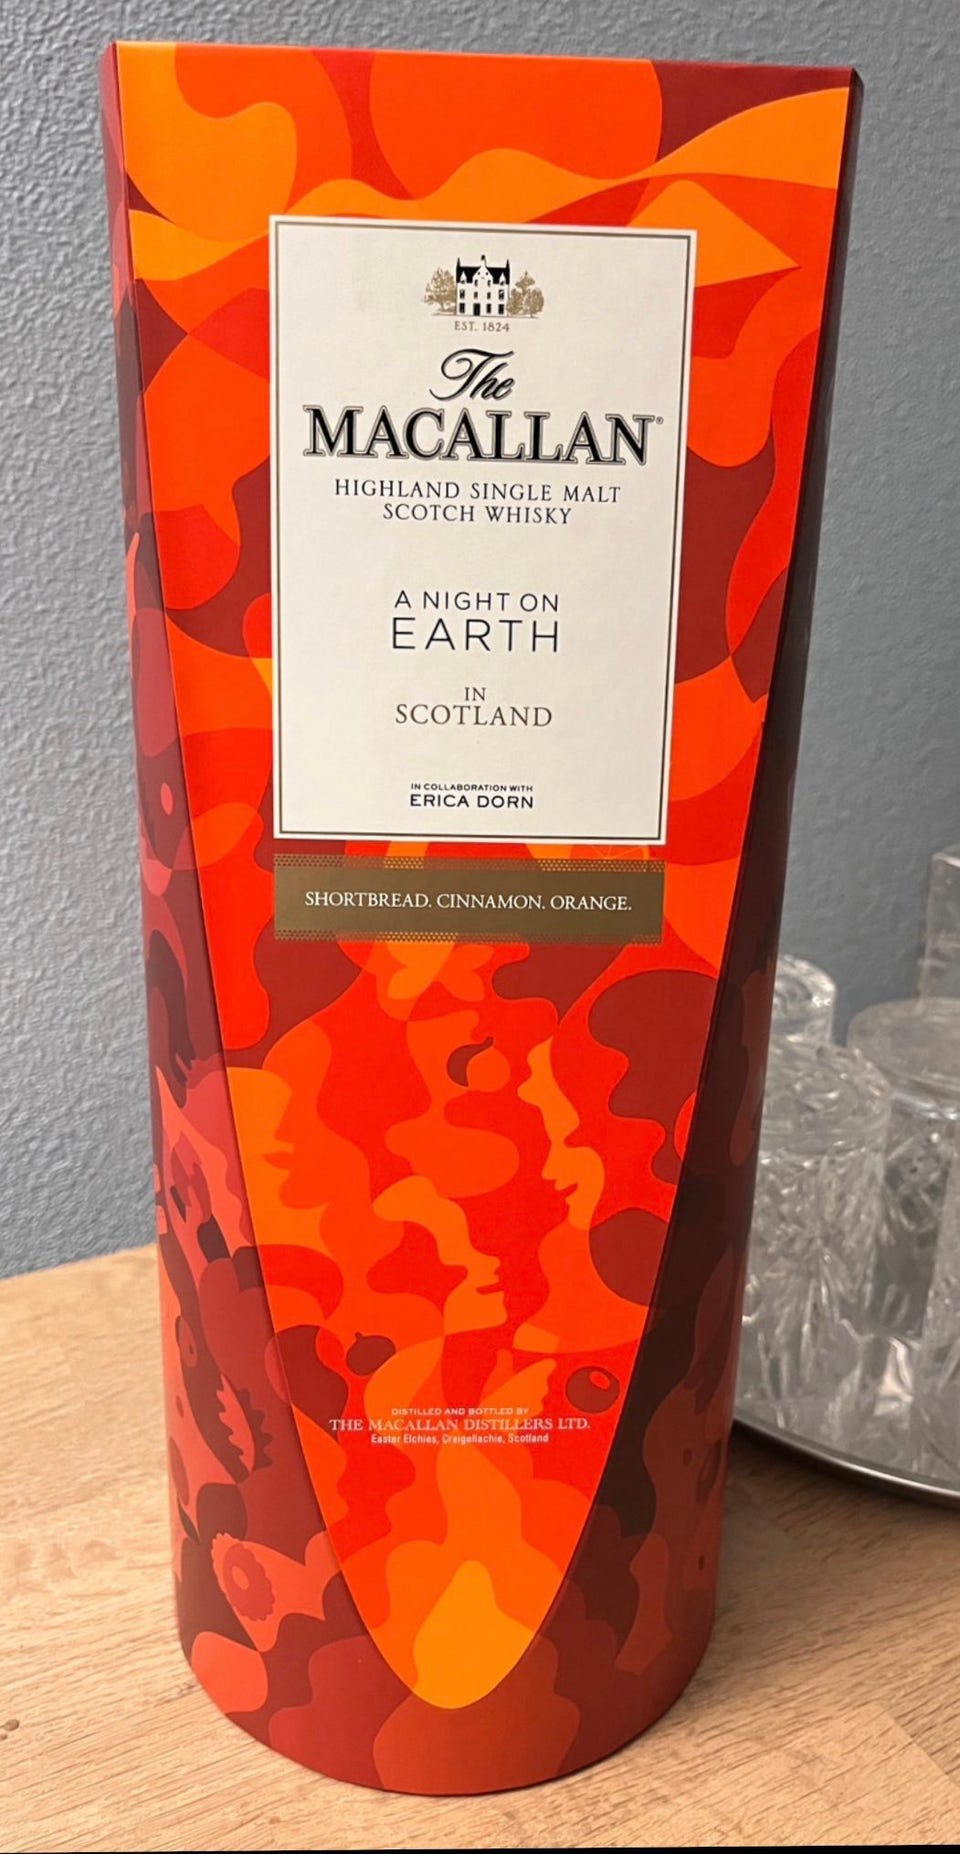 EST. 1824
The
MACALLAN®
HIGHLAND SINGLE MALT
SCOTCH WHISKY
A NIGHT ON
EARTH
IN
SCOTLAND
IN COLLABORATION WITH
ERICA DORN
SHORTBREAD. CINNAMON. ORANGE.
DISTILLED AND BOTTLED BY
THE MACALLAN DISTILLERS LTD.
Easter Elchies, Craigellachie, Scotland